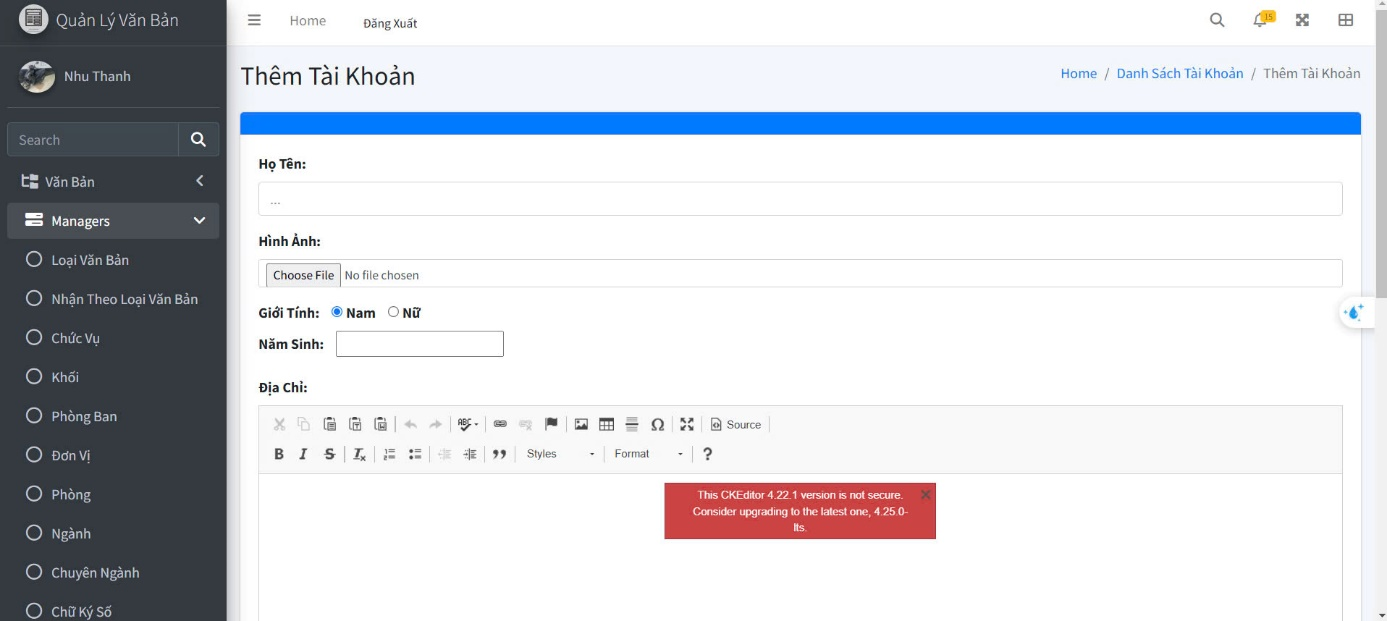 Quản Lý Văn Bản
Home
Đăng Xuất
15
Nhu Thanh
Search
Văn Bản
Managers
Loại Văn Bản
Nhận Theo Loại Văn Bản
Chức Vụ
Khối
Phòng Ban
Đơn Vị
Phòng
Ngành
Chuyên Ngành
Chữ Ký Số
Thêm Tài Khoản
Home / Danh Sách Tài Khoản / Thêm Tài Khoản
Họ Tên:
...
Hình Ảnh:
Choose File No file chosen
Giới Tính: Nam Nữ
Năm Sinh:
Địa Chỉ:
ABC Ω Source
B I S Tx Styles Format ?
This CKEditor 4.22.1 version is not secure.
Consider upgrading to the latest one, 4.25.0-
lts.